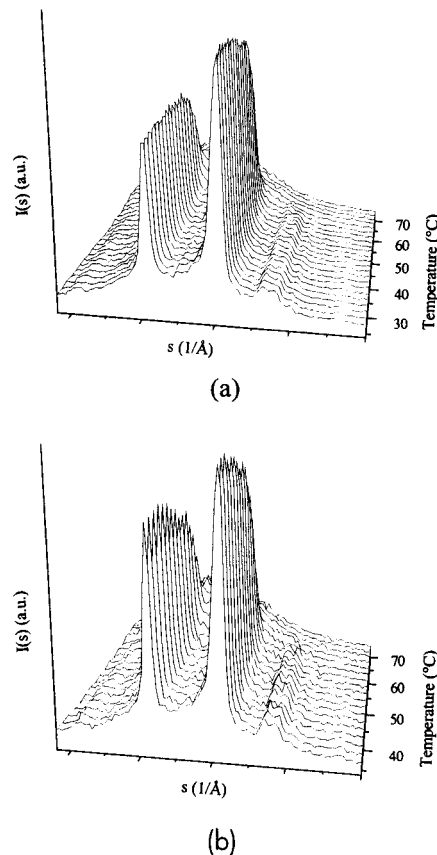 I(s) (a.u.)
70
60
50
40
30
Temperature (°C)
s (1/Å)
(a)
I(s) (a.u.)
70
60
50
40
Temperature (°C)
s (1/Å)
(b)